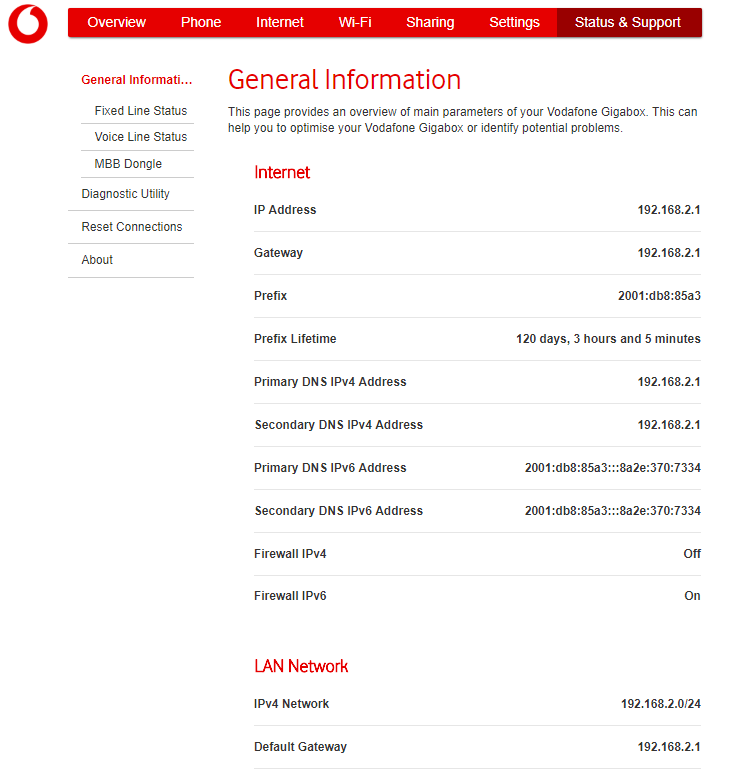 Overview Phone Internet Wi-Fi Sharing Settings Status & Support
General Informati...
Fixed Line Status
Voice Line Status
MBB Dongle
Diagnostic Utility
Reset Connections
About
General Information
This page provides an overview of main parameters of your Vodafone Gigabox. This can
help you to optimise your Vodafone Gigabox or identify potential problems.
Internet
IP Address 192.168.2.1
Gateway 192.168.2.1
Prefix 2001:db8:85a3
Prefix Lifetime 120 days, 3 hours and 5 minutes
Primary DNS IPv4 Address 192.168.2.1
Secondary DNS IPv4 Address 192.168.2.1
Primary DNS IPv6 Address 2001:db8:85a3:::8a2e:370:7334
Secondary DNS IPv6 Address 2001:db8:85a3:::8a2e:370:7334
Firewall IPv4 Off
Firewall IPv6 On
LAN Network
IPv4 Network 192.168.2.0/24
Default Gateway 192.168.2.1